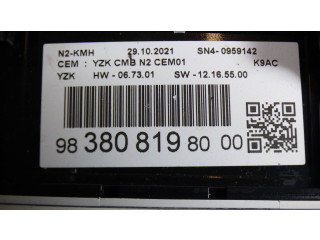 N2-KMH 29.10.2021 SN4- 0959142
CEM : YZK CMB N2 CEM01 K9AC
YZK HW - 06.73.01 SW - 12.16.55.00
98 380 819 80 00